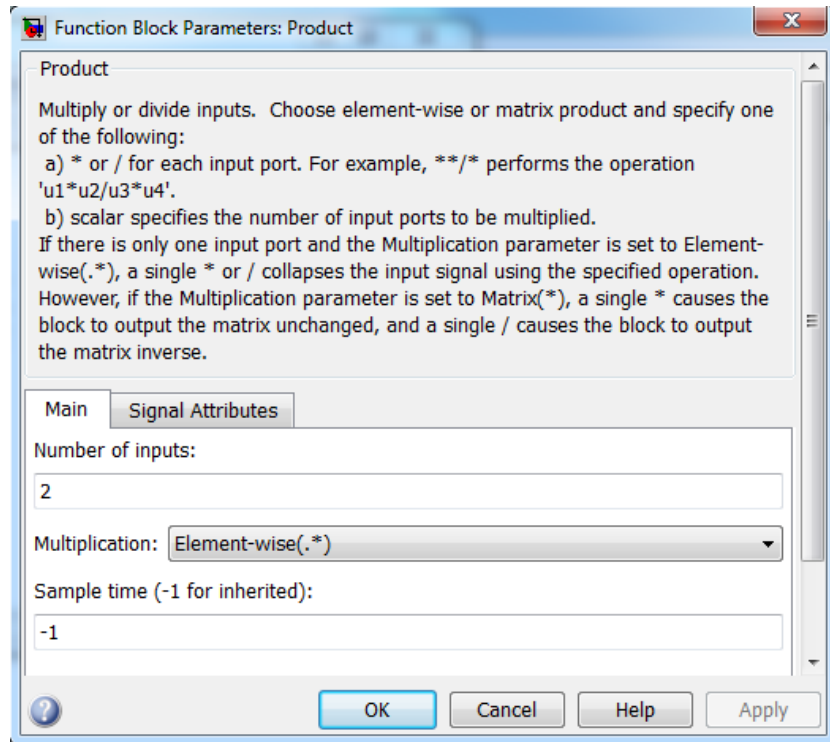 Function Block Parameters: Product
X
Product
Multiply or divide inputs.  Choose element-wise or matrix product and specify one
of the following:
a) * or / for each input port. For example, **/* performs the operation
'u1*u2/u3*u4'.
b) scalar specifies the number of input ports to be multiplied.
If there is only one input port and the Multiplication parameter is set to Element-
wise(.*), a single * or / collapses the input signal using the specified operation.
However, if the Multiplication parameter is set to Matrix(*), a single * causes the
block to output the matrix unchanged, and a single / causes the block to output
the matrix inverse.
Main Signal Attributes
Number of inputs:
2
Multiplication: Element-wise(.*)
Sample time (-1 for inherited):
-1
? OK Cancel Help Apply